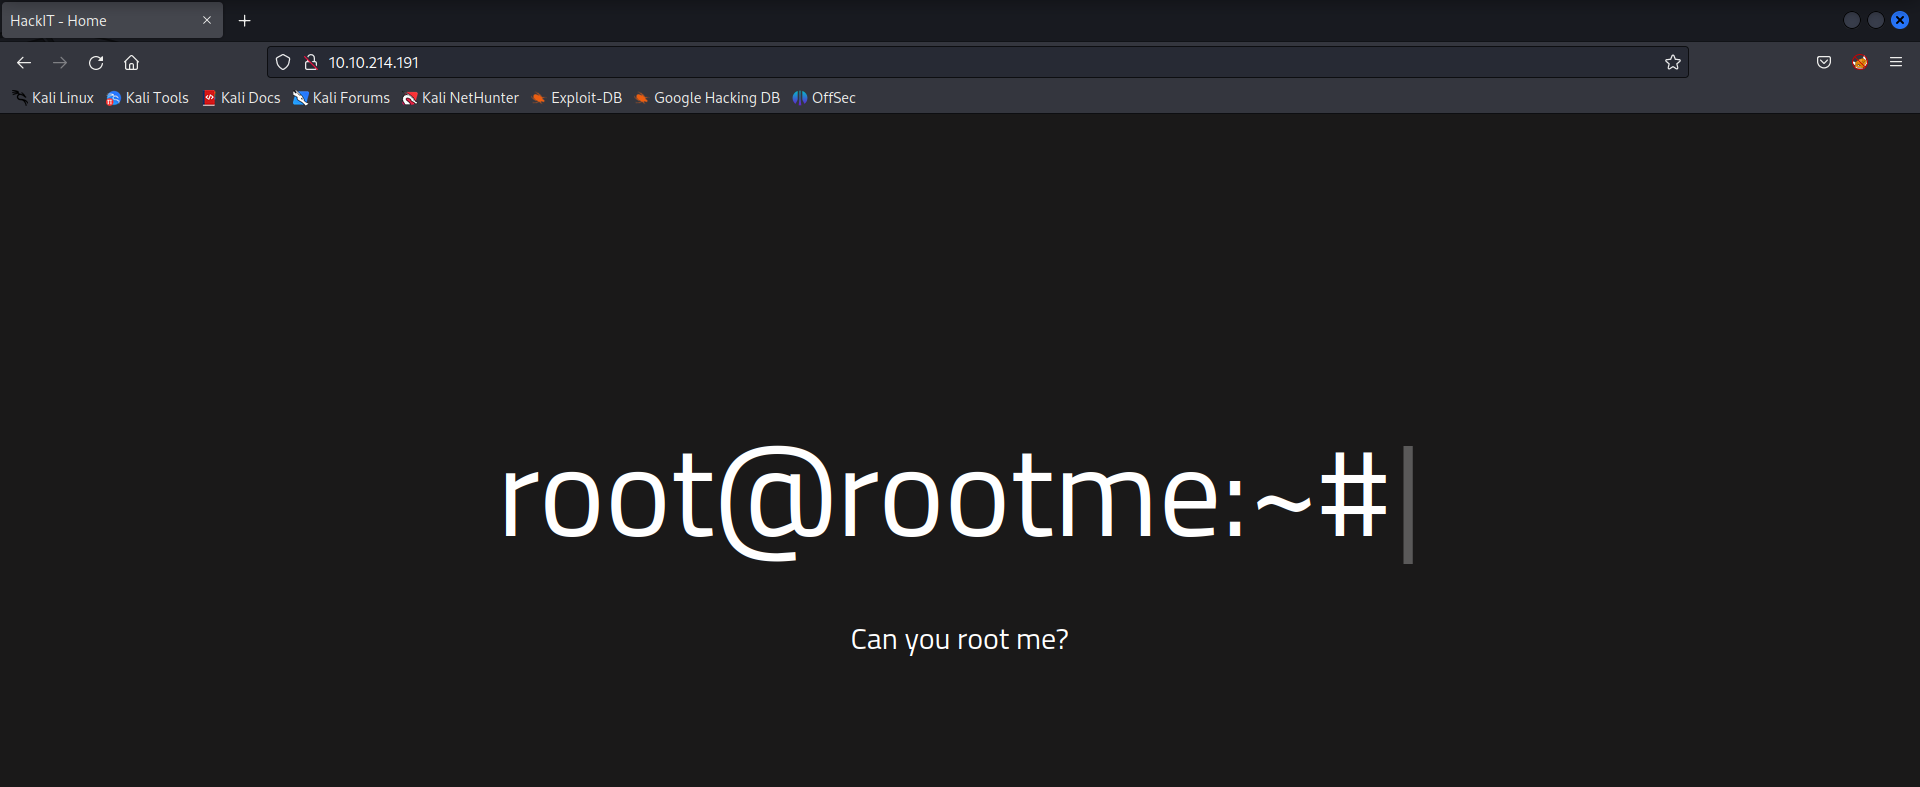 HackIT - Home
10.10.214.191
Kali Linux Kali Tools Kali Docs Kali Forums Kali NetHunter Exploit-DB Google Hacking DB OffSec
root@rootme:~#
Can you root me?